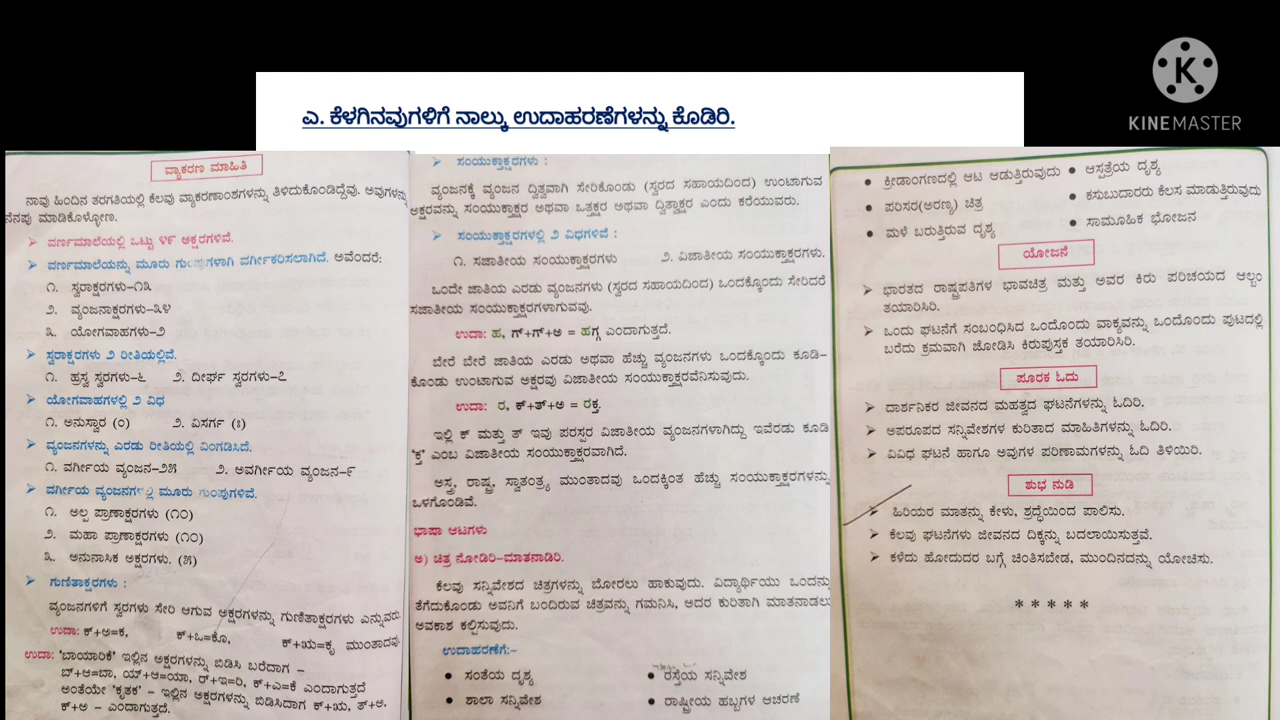 ಎ. ಕೆಳಗಿನವುಗಳಿಗೆ ನಾಲ್ಕು ಉದಾಹರಣೆಗಳನ್ನು ಕೊಡಿರಿ.
KINEMASTER
ವ್ಯಾಕರಣ ಮಾಹಿತಿ
ನಾವು ಹಿಂದಿನ ತರಗತಿಯಲ್ಲಿ ಕೆಲವು ವ್ಯಾಕರಣಾಂಶಗಳನ್ನು ತಿಳಿದುಕೊಂಡಿದ್ದೆವು. ಅವುಗಳನ್ನು
ನೆನಪು ಮಾಡಿಕೊಳ್ಳೋಣ.
➢ ವರ್ಣಮಾಲೆಯಲ್ಲಿ ಒಟ್ಟು ೪೯ ಅಕ್ಷರಗಳಿವೆ.
➢ ವರ್ಣಮಾಲೆಯನ್ನು ಮೂರು ಗುಂಪುಗಳಾಗಿ ವರ್ಗೀಕರಿಸಲಾಗಿದೆ. ಅವೆಂದರೆ:
೧. ಸ್ವರಾಕ್ಷರಗಳು-೧೩
೨. ವ್ಯಂಜನಾಕ್ಷರಗಳು-೩೪
೩. ಯೋಗವಾಹಗಳು-೨
➢ ಸ್ವರಾಕ್ಷರಗಳು ೨ ರೀತಿಯಲ್ಲಿವೆ.
೧. ಹ್ರಸ್ವ ಸ್ವರಗಳು-೬ ೨. ದೀರ್ಘ ಸ್ವರಗಳು-೭
➢ ಯೋಗವಾಹಗಳಲ್ಲಿ ೨ ವಿಧ
೧. ಅನುಸ್ವಾರ (ಂ) ೨. ವಿಸರ್ಗ (ಃ)
➢ ವ್ಯಂಜನಗಳನ್ನು ಎರಡು ರೀತಿಯಲ್ಲಿ ವಿಂಗಡಿಸಿದೆ.
೧. ವರ್ಗೀಯ ವ್ಯಂಜನ-೨೫ ೨. ಅವರ್ಗೀಯ ವ್ಯಂಜನ-೯
➢ ವರ್ಗೀಯ ವ್ಯಂಜನಗಳಲ್ಲಿ ಮೂರು ಗುಂಪುಗಳಿವೆ.
೧. ಅಲ್ಪ ಪ್ರಾಣಾಕ್ಷರಗಳು (೧೦)
೨. ಮಹಾ ಪ್ರಾಣಾಕ್ಷರಗಳು (೧೦)
೩. ಅನುನಾಸಿಕ ಅಕ್ಷರಗಳು. (೫)
➢ ಗುಣಿತಾಕ್ಷರಗಳು :
ವ್ಯಂಜನಗಳಿಗೆ ಸ್ವರಗಳು ಸೇರಿ ಆಗುವ ಅಕ್ಷರಗಳನ್ನು ಗುಣಿತಾಕ್ಷರಗಳು ಎನ್ನುವರು.
ಉದಾ: ಕ್+ಅ=ಕ, ಕ್+ಒ=ಕೊ, ಕ್+ಋ=ಕೃ ಮುಂತಾದವು
ಉದಾ: 'ಬಾಯಾರಿಕೆ' ಇಲ್ಲಿನ ಅಕ್ಷರಗಳನ್ನು ಬಿಡಿಸಿ ಬರೆದಾಗ –
ಬ್+ಆ=ಬಾ, ಯ್+ಆ=ಯಾ, ರ್+ಇ=ರಿ, ಕ್+ಎ=ಕೆ ಎಂದಾಗುತ್ತದೆ
ಅಂತೆಯೇ 'ಕೃತಕ' – ಇಲ್ಲಿನ ಅಕ್ಷರಗಳನ್ನು ಬಿಡಿಸಿದಾಗ ಕ್+ಋ, ತ್+ಅ,
ಕ್+ಅ – ಎಂದಾಗುತ್ತದೆ.
➢ ಸಂಯುಕ್ತಾಕ್ಷರಗಳು :
ವ್ಯಂಜನಕ್ಕೆ ವ್ಯಂಜನ ದ್ವಿತ್ವವಾಗಿ ಸೇರಿಕೊಂಡು (ಸ್ವರದ ಸಹಾಯದಿಂದ) ಉಂಟಾಗುವ
ಅಕ್ಷರವನ್ನು ಸಂಯುಕ್ತಾಕ್ಷರ ಅಥವಾ ಒತ್ತಕ್ಷರ ಅಥವಾ ದ್ವಿತ್ವಾಕ್ಷರ ಎಂದು ಕರೆಯುವರು.
➢ ಸಂಯುಕ್ತಾಕ್ಷರಗಳಲ್ಲಿ ೨ ವಿಧಗಳಿವೆ :
೧. ಸಜಾತೀಯ ಸಂಯುಕ್ತಾಕ್ಷರಗಳು ೨. ವಿಜಾತೀಯ ಸಂಯುಕ್ತಾಕ್ಷರಗಳು.
ಒಂದೇ ಜಾತಿಯ ಎರಡು ವ್ಯಂಜನಗಳು (ಸ್ವರದ ಸಹಾಯದಿಂದ) ಒಂದಕ್ಕೊಂದು ಸೇರಿದರೆ
ಸಜಾತೀಯ ಸಂಯುಕ್ತಾಕ್ಷರಗಳಾಗುವವು.
ಉದಾ: ಹ, ಗ್+ಗ್+ಅ = ಹಗ್ಗ ಎಂದಾಗುತ್ತದೆ.
ಬೇರೆ ಬೇರೆ ಜಾತಿಯ ಎರಡು ಅಥವಾ ಹೆಚ್ಚು ವ್ಯಂಜನಗಳು ಒಂದಕ್ಕೊಂದು ಕೂಡಿ-
ಕೊಂಡು ಉಂಟಾಗುವ ಅಕ್ಷರವು ವಿಜಾತೀಯ ಸಂಯುಕ್ತಾಕ್ಷರವೆನಿಸುವುದು.
ಉದಾ: ರ, ಕ್+ತ್+ಅ = ರಕ್ತ.
ಇಲ್ಲಿ ಕ್ ಮತ್ತು ತ್ ಇವು ಪರಸ್ಪರ ವಿಜಾತೀಯ ವ್ಯಂಜನಗಳಾಗಿದ್ದು ಇವೆರಡು ಕೂಡಿ
'ಕ್ತ' ಎಂಬ ವಿಜಾತೀಯ ಸಂಯುಕ್ತಾಕ್ಷರವಾಗಿದೆ.
ಅಸ್ತ್ರ, ರಾಷ್ಟ್ರ, ಸ್ವಾತಂತ್ರ್ಯ ಮುಂತಾದವು ಒಂದಕ್ಕಿಂತ ಹೆಚ್ಚು ಸಂಯುಕ್ತಾಕ್ಷರಗಳನ್ನು
ಒಳಗೊಂಡಿವೆ.
ಭಾಷಾ ಆಟಗಳು
ಅ) ಚಿತ್ರ ನೋಡಿರಿ-ಮಾತನಾಡಿರಿ.
ಕೆಲವು ಸನ್ನಿವೇಶದ ಚಿತ್ರಗಳನ್ನು ಬೋರಲು ಹಾಕುವುದು. ವಿದ್ಯಾರ್ಥಿಯು ಒಂದನ್ನು
ತೆಗೆದುಕೊಂಡು ಅವನಿಗೆ ಬಂದಿರುವ ಚಿತ್ರವನ್ನು ಗಮನಿಸಿ, ಅದರ ಕುರಿತಾಗಿ ಮಾತನಾಡಲು
ಅವಕಾಶ ಕಲ್ಪಿಸುವುದು.
ಉದಾಹರಣೆಗೆ:-
• ಸಂತೆಯ ದೃಶ್ಯ • ರಸ್ತೆಯ ಸನ್ನಿವೇಶ
• ಶಾಲಾ ಸನ್ನಿವೇಶ • ರಾಷ್ಟ್ರೀಯ ಹಬ್ಬಗಳ ಆಚರಣೆ
• ಕ್ರೀಡಾಂಗಣದಲ್ಲಿ ಆಟ ಆಡುತ್ತಿರುವುದು • ಆಸ್ಪತ್ರೆಯ ದೃಶ್ಯ
• ಪರಿಸರ(ಅರಣ್ಯ) ಚಿತ್ರ • ಕಸುಬುದಾರರು ಕೆಲಸ ಮಾಡುತ್ತಿರುವುದು
• ಮಳೆ ಬರುತ್ತಿರುವ ದೃಶ್ಯ • ಸಾಮೂಹಿಕ ಭೋಜನ
ಯೋಜನೆ
➢ ಭಾರತದ ರಾಷ್ಟ್ರಪತಿಗಳ ಭಾವಚಿತ್ರ ಮತ್ತು ಅವರ ಕಿರು ಪರಿಚಯದ ಆಲ್ಬಂ
ತಯಾರಿಸಿರಿ.
➢ ಒಂದು ಘಟನೆಗೆ ಸಂಬಂಧಿಸಿದ ಒಂದೊಂದು ವಾಕ್ಯವನ್ನು ಒಂದೊಂದು ಪುಟದಲ್ಲಿ
ಬರೆದು ಕ್ರಮವಾಗಿ ಜೋಡಿಸಿ ಕಿರುಪುಸ್ತಕ ತಯಾರಿಸಿರಿ.
ಪೂರಕ ಓದು
➢ ದಾರ್ಶನಿಕರ ಜೀವನದ ಮಹತ್ವದ ಘಟನೆಗಳನ್ನು ಓದಿರಿ.
➢ ಅಪರೂಪದ ಸನ್ನಿವೇಶಗಳ ಕುರಿತಾದ ಮಾಹಿತಿಗಳನ್ನು ಓದಿರಿ.
➢ ವಿವಿಧ ಘಟನೆ ಹಾಗೂ ಅವುಗಳ ಪರಿಣಾಮಗಳನ್ನು ಓದಿ ತಿಳಿಯಿರಿ.
ಶುಭ ನುಡಿ
➢ ಹಿರಿಯರ ಮಾತನ್ನು ಕೇಳು, ಶ್ರದ್ಧೆಯಿಂದ ಪಾಲಿಸು.
➢ ಕೆಲವು ಘಟನೆಗಳು ಜೀವನದ ದಿಕ್ಕನ್ನು ಬದಲಾಯಿಸುತ್ತವೆ.
➢ ಕಳೆದು ಹೋದುದರ ಬಗ್ಗೆ ಚಿಂತಿಸಬೇಡ, ಮುಂದಿನದನ್ನು ಯೋಚಿಸು.
*****